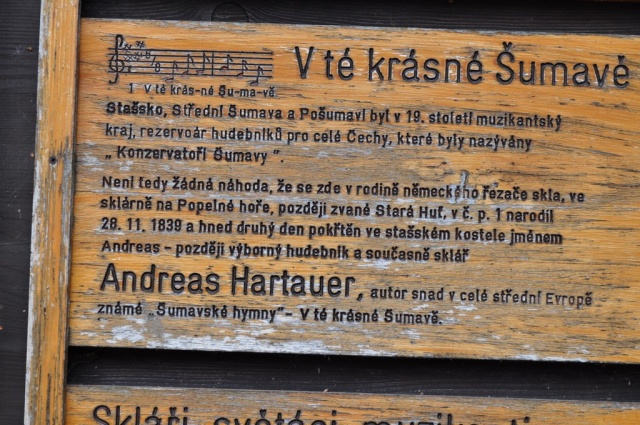 V té krásné Šumavě
1 V té krás-né Šu-ma-vě
Stašsko, Střední Šumava a Pošumaví byl v 19. století muzikantský
kraj, rezervoár hudebníků pro celé Čechy, které byly nazývány
„ Konzervatoří Šumavy ".
Není tedy žádná náhoda, že se zde v rodině německého řezače skla, ve
sklárně na Popelné hoře, později zvané Stará Huť, v č. p. 1 narodil
28. 11. 1839 a hned druhý den pokřtěn ve stašském kostele jménem
Andreas – později výborný hudebník a současně sklář
Andreas Hartauer, autor snad v celé střední Evropě
známé „Šumavské hymny" – V té krásné Šumavě.
Skláři, světáci, muzikanti